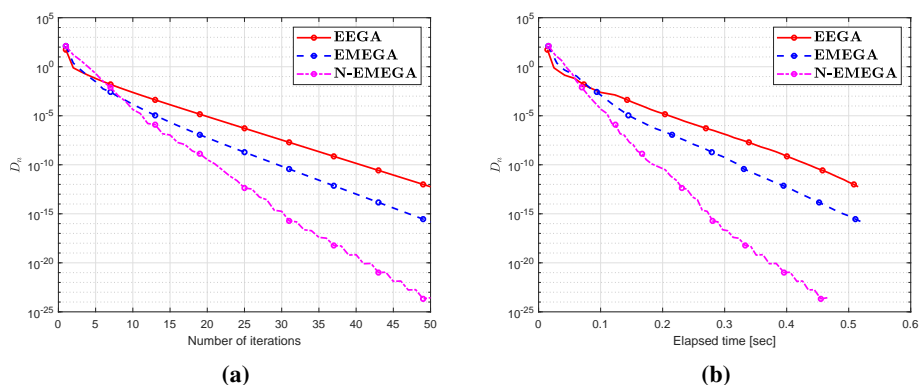 10^5
10^0
10^-5
10^-10
10^-15
10^-20
10^-25
D_n
0 5 10 15 20 25 30 35 40 45 50
Number of iterations
EEGA
EMEGA
N-EMEGA
(a)
10^5
10^0
10^-5
10^-10
10^-15
10^-20
10^-25
D_n
0 0.1 0.2 0.3 0.4 0.5 0.6
Elapsed time [sec]
EEGA
EMEGA
N-EMEGA
(b)